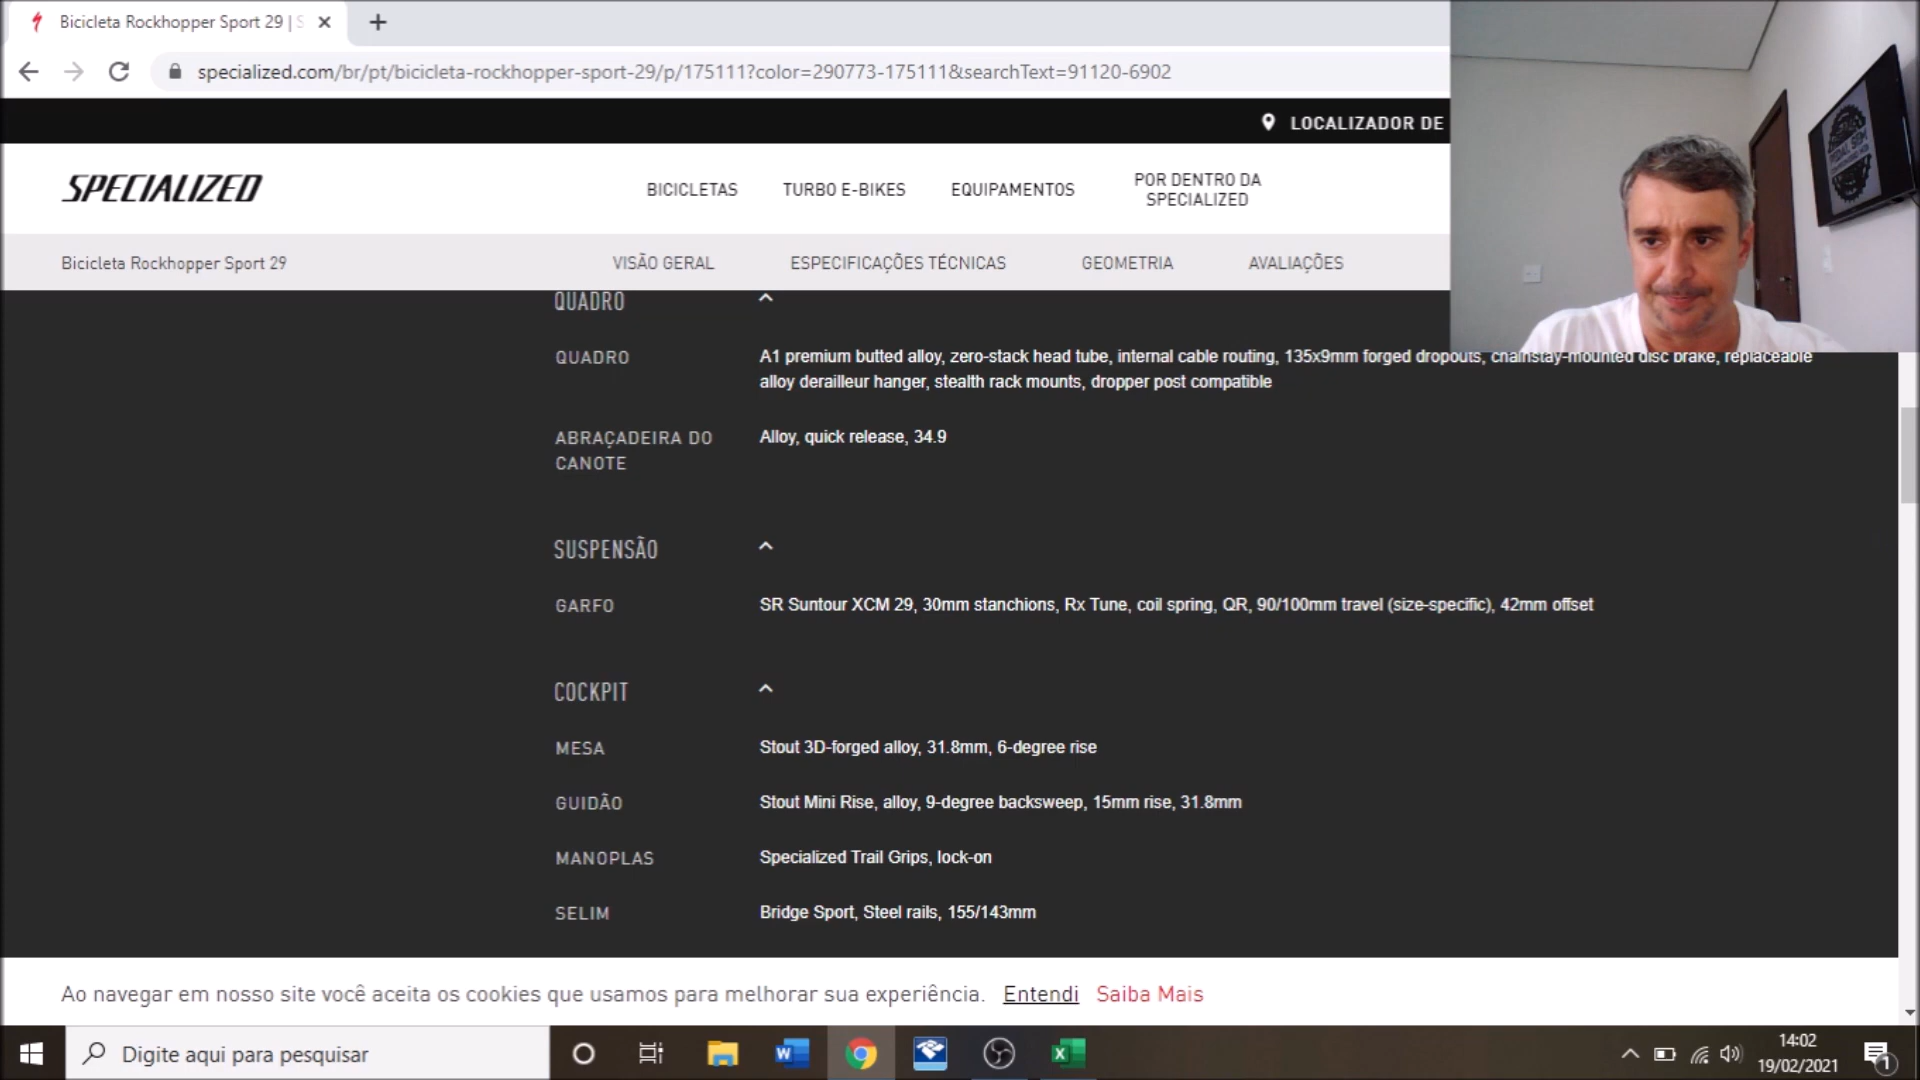 Bicicleta Rockhopper Sport 29 | S
specialized.com/br/pt/bicicleta-rockhopper-sport-29/p/175111?color=290773-175111&searchText=91120-6902
LOCALIZADOR DE
SPECIALIZED
BICICLETAS
TURBO E-BIKES
EQUIPAMENTOS
POR DENTRO DA
SPECIALIZED
Bicicleta Rockhopper Sport 29
VISÃO GERAL
ESPECIFICAÇÕES TÉCNICAS
GEOMETRIA
AVALIAÇÕES
QUADRO
QUADRO
A1 premium butted alloy, zero-stack head tube, internal cable routing, 135x9mm forged dropouts, chainstay-mounted disc brake, replaceable
alloy derailleur hanger, stealth rack mounts, dropper post compatible
ABRAÇADEIRA DO
CANOTE
Alloy, quick release, 34.9
SUSPENSÃO
GARFO
SR Suntour XCM 29, 30mm stanchions, Rx Tune, coil spring, QR, 90/100mm travel (size-specific), 42mm offset
COCKPIT
MESA
Stout 3D-forged alloy, 31.8mm, 6-degree rise
GUIDÃO
Stout Mini Rise, alloy, 9-degree backsweep, 15mm rise, 31.8mm
MANOPLAS
Specialized Trail Grips, lock-on
SELIM
Bridge Sport, Steel rails, 155/143mm
Ao navegar em nosso site você aceita os cookies que usamos para melhorar sua experiência. Entendi Saiba Mais
Digite aqui para pesquisar
14:02
19/02/2021
1